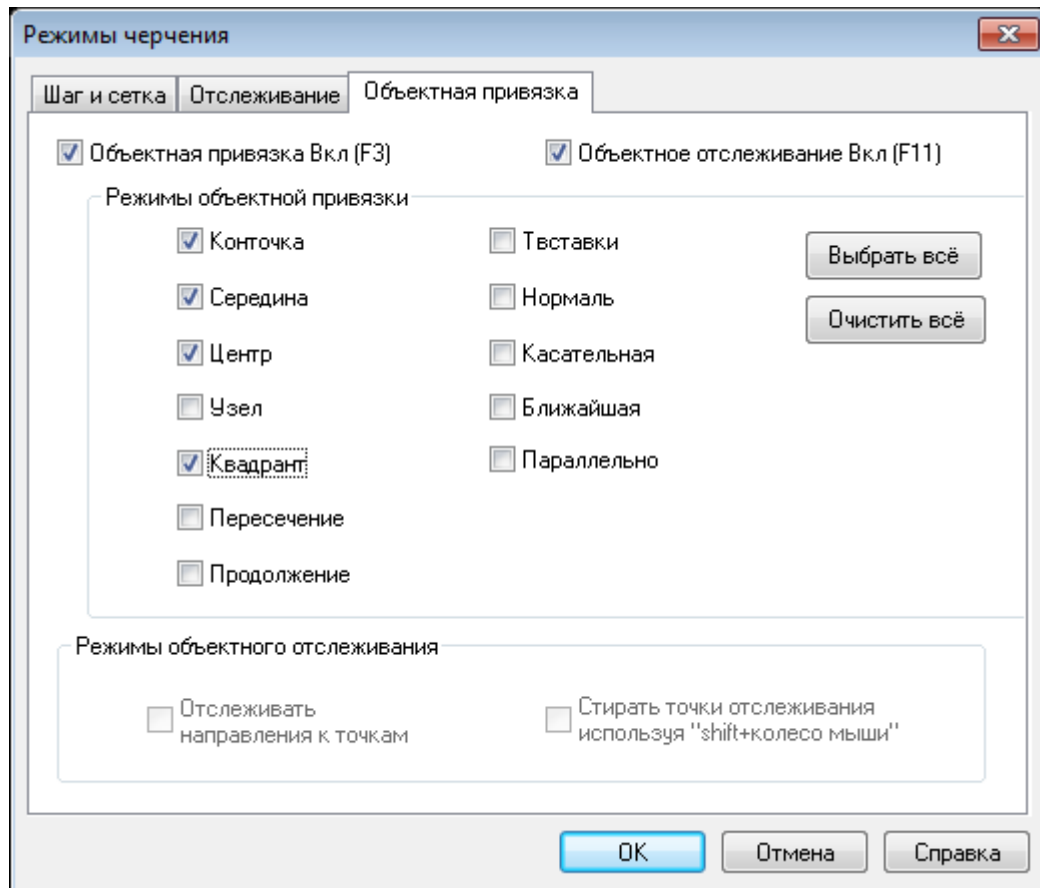 Режимы черчения
Шаг и сетка Отслеживание Объектная привязка
Объектная привязка Вкл (F3) Объектное отслеживание Вкл (F11)
Режимы объектной привязки
Конточка Твставки Выбрать всё
Середина Нормаль Очистить всё
Центр Касательная
Узел Ближайшая
Квадрант Параллельно
Пересечение
Продолжение
Режимы объектного отслеживания
Отслеживать
направления к точкам
Стирать точки отслеживания
используя "shift+колесо мыши"
OK Отмена Справка